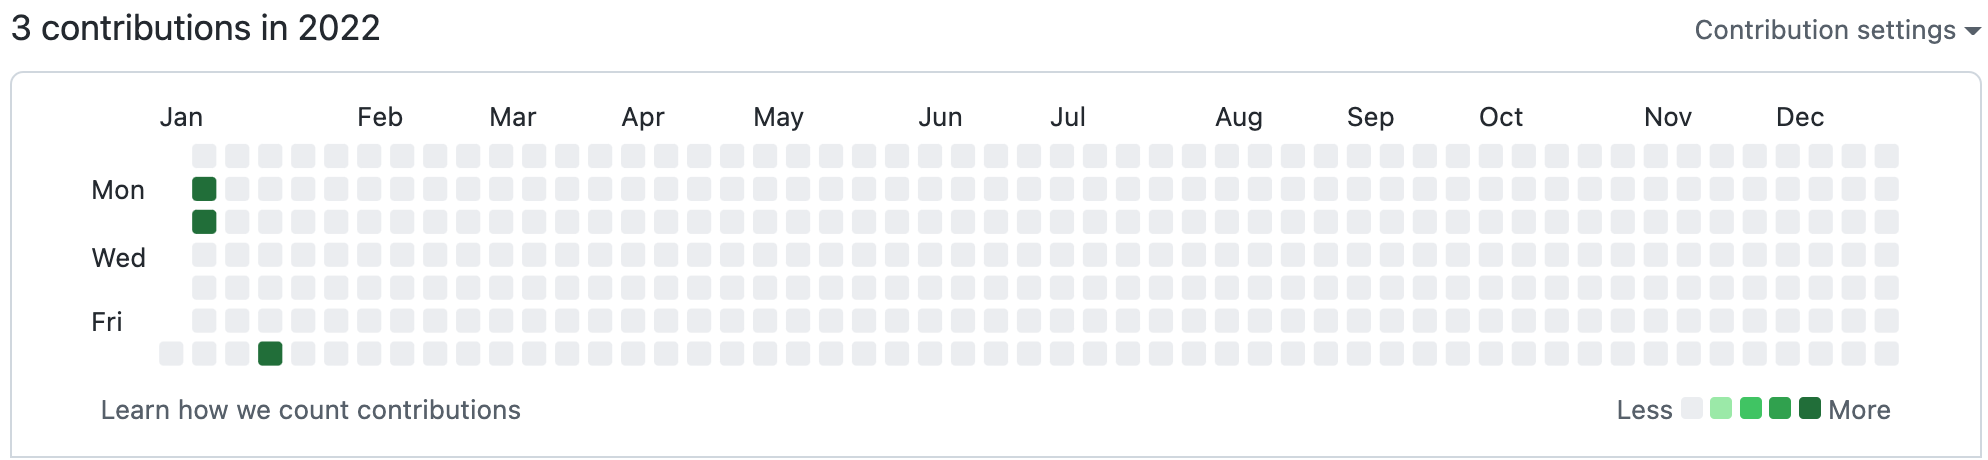 3 contributions in 2022
Contribution settings
Jan Feb Mar Apr May Jun Jul Aug Sep Oct Nov Dec
Mon
Wed
Fri
Learn how we count contributions
Less More